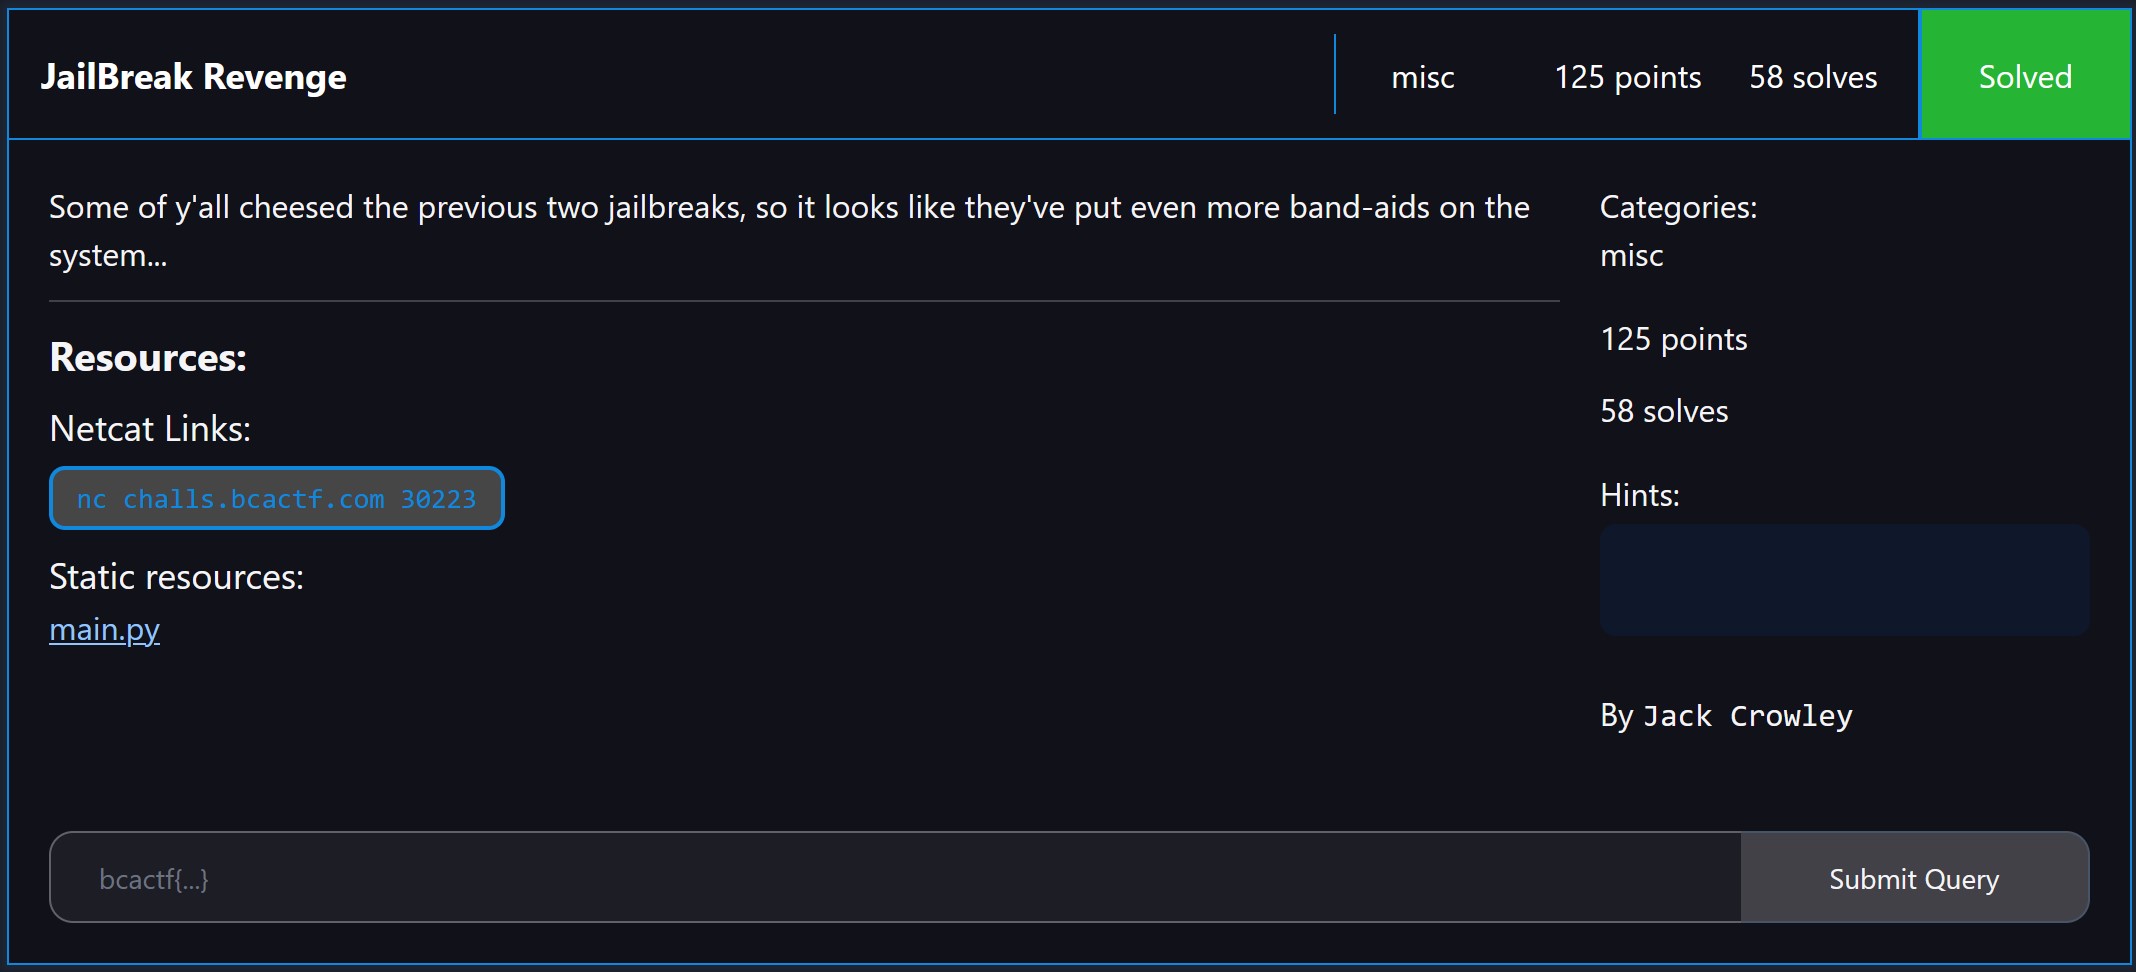 JailBreak Revenge
misc
125 points
58 solves
Solved
Some of y'all cheesed the previous two jailbreaks, so it looks like they've put even more band-aids on the
system...
Resources:
Netcat Links:
nc challs.bcactf.com 30223
Static resources:
main.py
Categories:
misc
125 points
58 solves
Hints:
By Jack Crowley
bcactf{...}
Submit Query